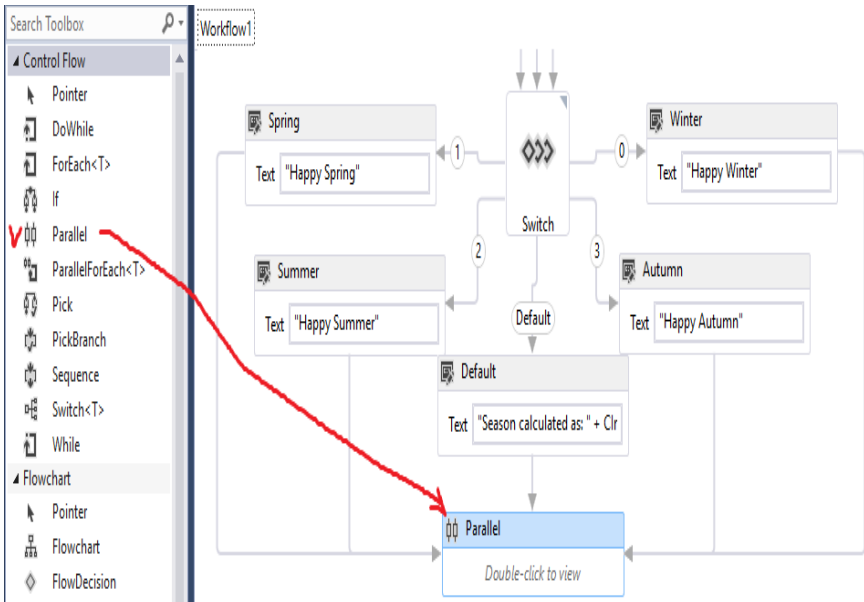 Search Toolbox
Control Flow
Pointer
DoWhile
ForEach<T>
If
Parallel
ParallelForEach<T>
Pick
PickBranch
Sequence
Switch<T>
While
Flowchart
Pointer
Flowchart
FlowDecision
Workflow1
Spring
Text "Happy Spring"
1
Switch
0
Winter
Text "Happy Winter"
2
3
Summer
Text "Happy Summer"
Autumn
Text "Happy Autumn"
Default
Default
Text "Season calculated as: " + Clr
Parallel
Double-click to view